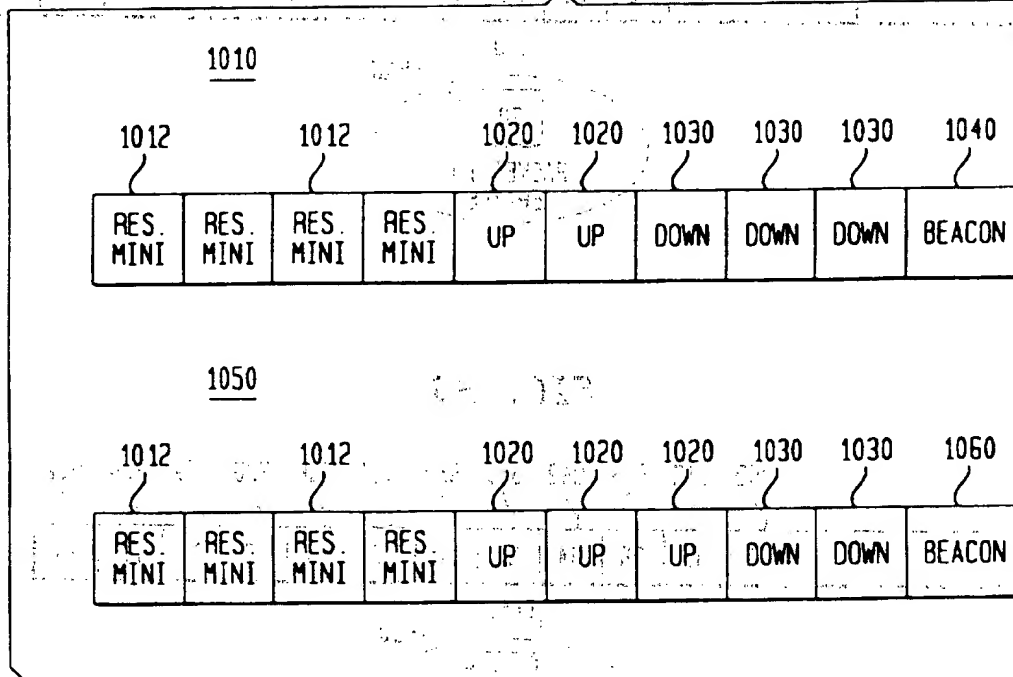 1010
1012 1012 1020 1020 1030 1030 1030 1040
RES. MINI RES. MINI RES. MINI RES. MINI UP UP DOWN DOWN DOWN BEACON
1050
1012 1012 1020 1020 1020 1030 1030 1060
RES. MINI RES. MINI RES. MINI RES. MINI UP UP UP DOWN DOWN BEACON